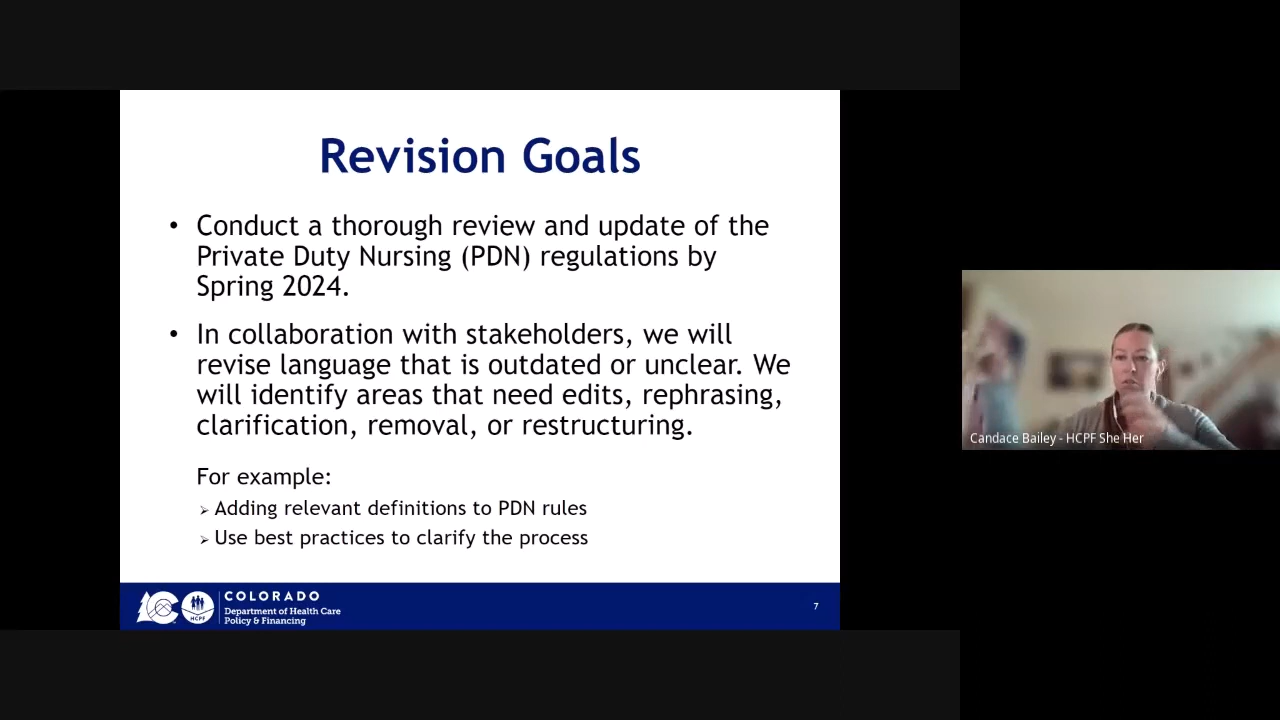 Revision Goals
• Conduct a thorough review and update of the
Private Duty Nursing (PDN) regulations by
Spring 2024.
• In collaboration with stakeholders, we will
revise language that is outdated or unclear. We
will identify areas that need edits, rephrasing,
clarification, removal, or restructuring.
For example:
➢ Adding relevant definitions to PDN rules
➢ Use best practices to clarify the process
Candace Bailey - HCPF She Her
HCPF
COLORADO
Department of Health Care
Policy & Financing
7